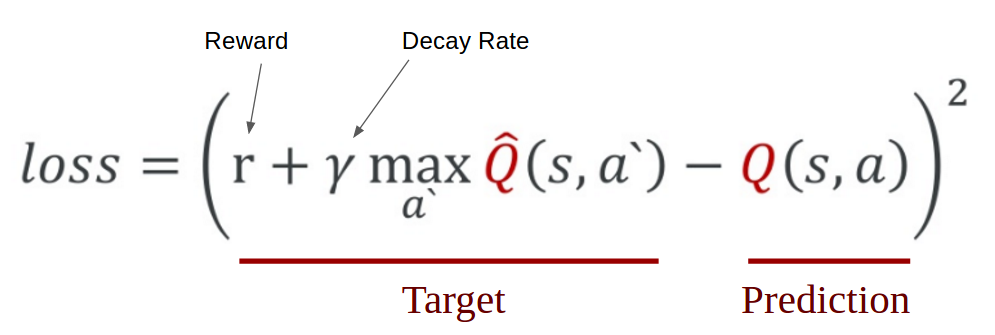 Reward Decay Rate
loss = ( r + γ max Q̂(s, a`) − Q(s, a) )²
a`
Target Prediction